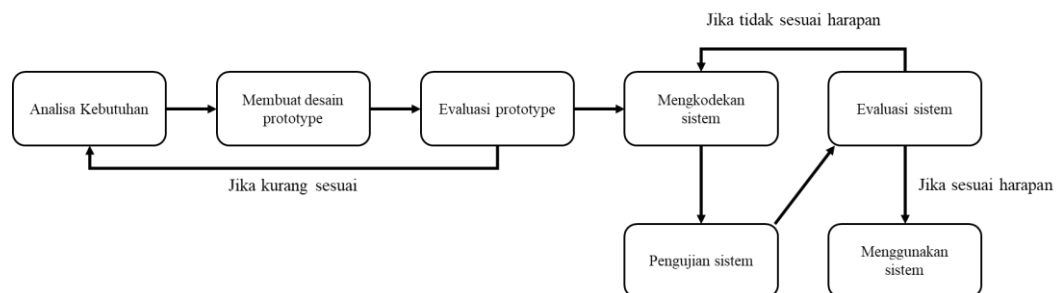 Jika tidak sesuai harapan
Analisa Kebutuhan
Membuat desain
prototype
Evaluasi prototype
Mengkodekan
sistem
Evaluasi sistem
Jika kurang sesuai
Jika sesuai harapan
Pengujian sistem
Menggunakan
sistem